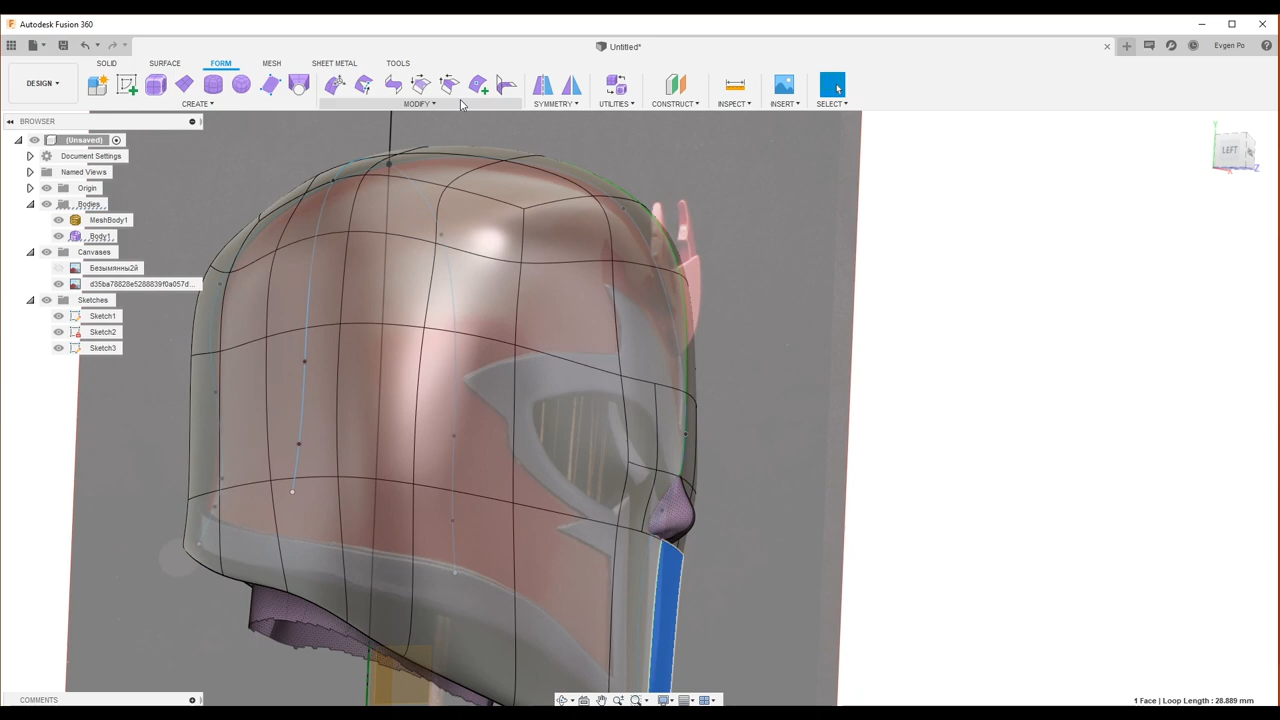 Autodesk Fusion 360
Untitled*
Evgen Po
DESIGN
SOLID
SURFACE
FORM
MESH
SHEET METAL
TOOLS
CREATE
MODIFY
SYMMETRY
UTILITIES
CONSTRUCT
INSPECT
INSERT
SELECT
BROWSER
(Unsaved)
Document Settings
Named Views
Origin
Bodies
MeshBody1
Body1
Canvases
Безымянны2й
d35ba78828e5288839f0a057d...
Sketches
Sketch1
Sketch2
Sketch3
Y
LEFT
Z
COMMENTS
1 Face | Loop Length : 28.889 mm